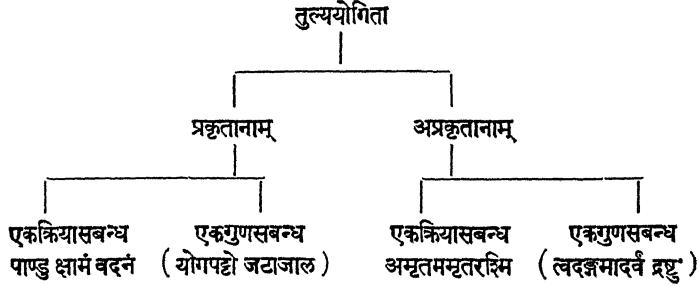 तुल्ययोगिता
प्रकृतानाम्
अप्रकृतानाम्
एकक्रियासबन्ध
पाण्डु क्षामं वदनं
एकगुणसबन्ध
( योगपट्टो जटाजाल )
एकक्रियासबन्ध
अमृतममृतरश्मि
एकगुणसबन्ध
( त्वदङ्गमादर्वं द्रष्टु )